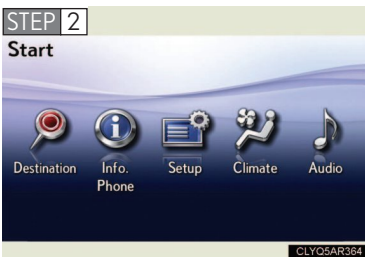 STEP 2
Start
Destination
Info.
Phone
Setup
Climate
Audio
CLYQ5AR364